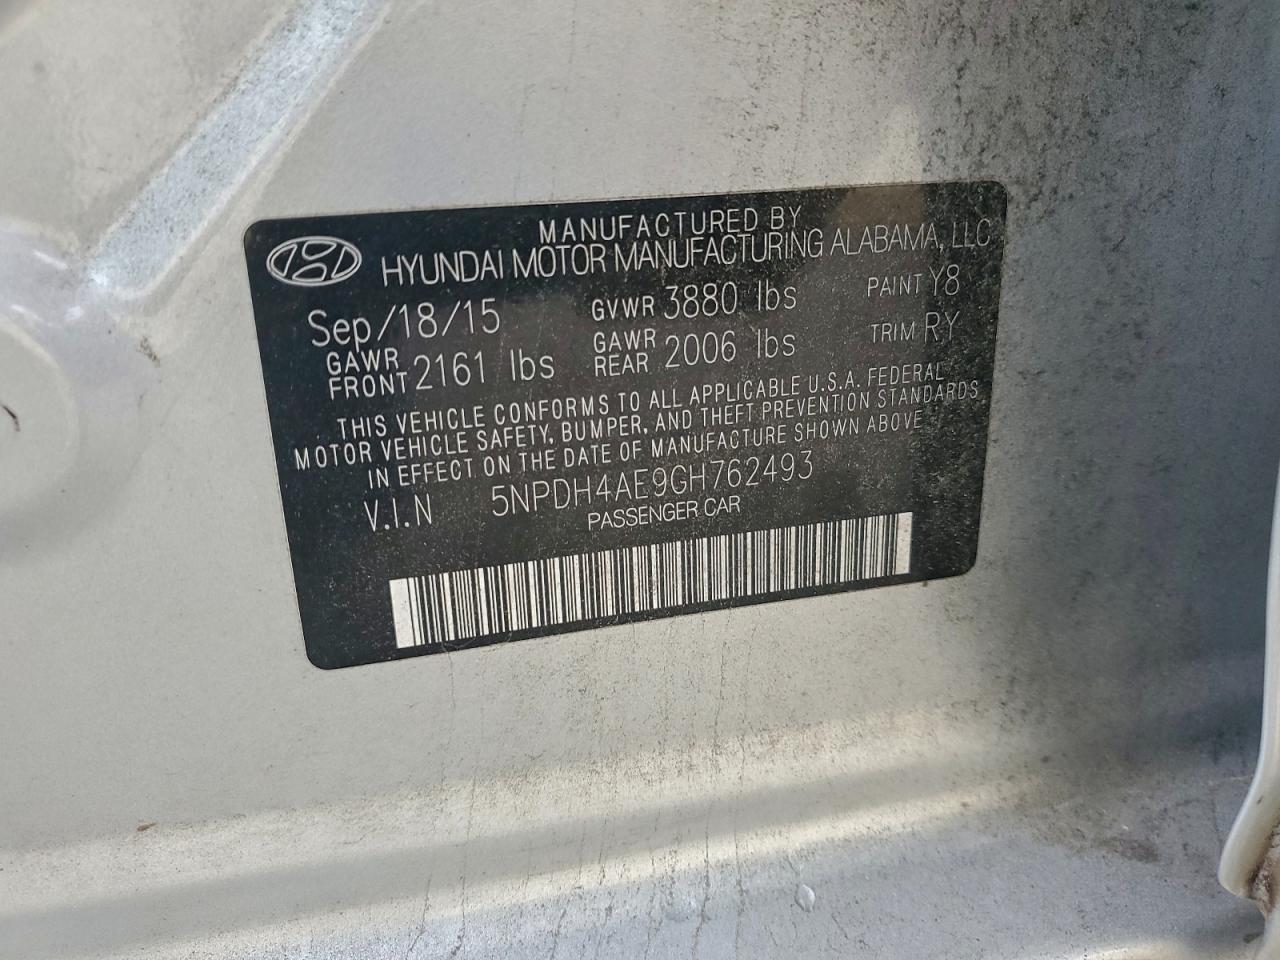 MANUFACTURED BY
HYUNDAI MOTOR MANUFACTURING ALABAMA, LLC
Sep/18/15 GVWR 3880 lbs PAINT Y8
GAWR FRONT 2161 lbs GAWR REAR 2006 lbs TRIM RY
THIS VEHICLE CONFORMS TO ALL APPLICABLE U.S.A. FEDERAL
MOTOR VEHICLE SAFETY, BUMPER, AND THEFT PREVENTION STANDARDS
IN EFFECT ON THE DATE OF MANUFACTURE SHOWN ABOVE
V.I.N 5NPDH4AE9GH762493
PASSENGER CAR